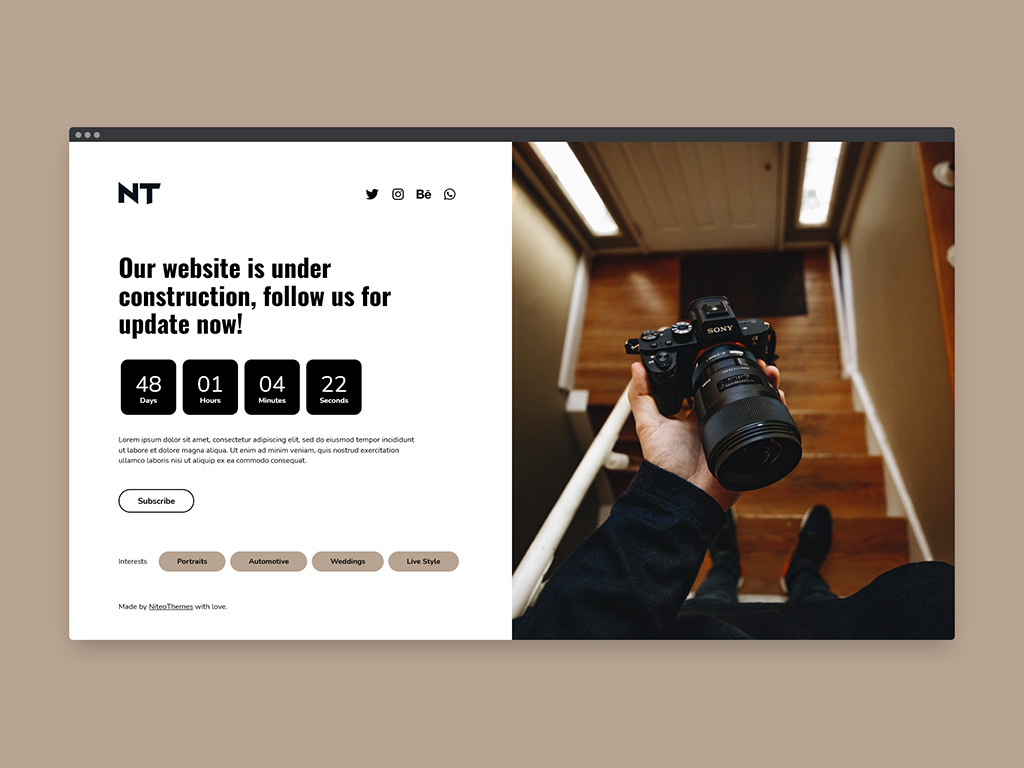 NT
Bē
Our website is under
construction, follow us for
update now!
48 01 04 22
Days Hours Minutes Seconds
Lorem ipsum dolor sit amet, consectetur adipiscing elit, sed do eiusmod tempor incididunt
ut labore et dolore magna aliqua. Ut enim ad minim veniam, quis nostrud exercitation
ullamco laboris nisi ut aliquip ex ea commodo consequat.
Subscribe
Interests Portraits Automotive Weddings Live Style
Made by NiteoThemes with love.
SONY